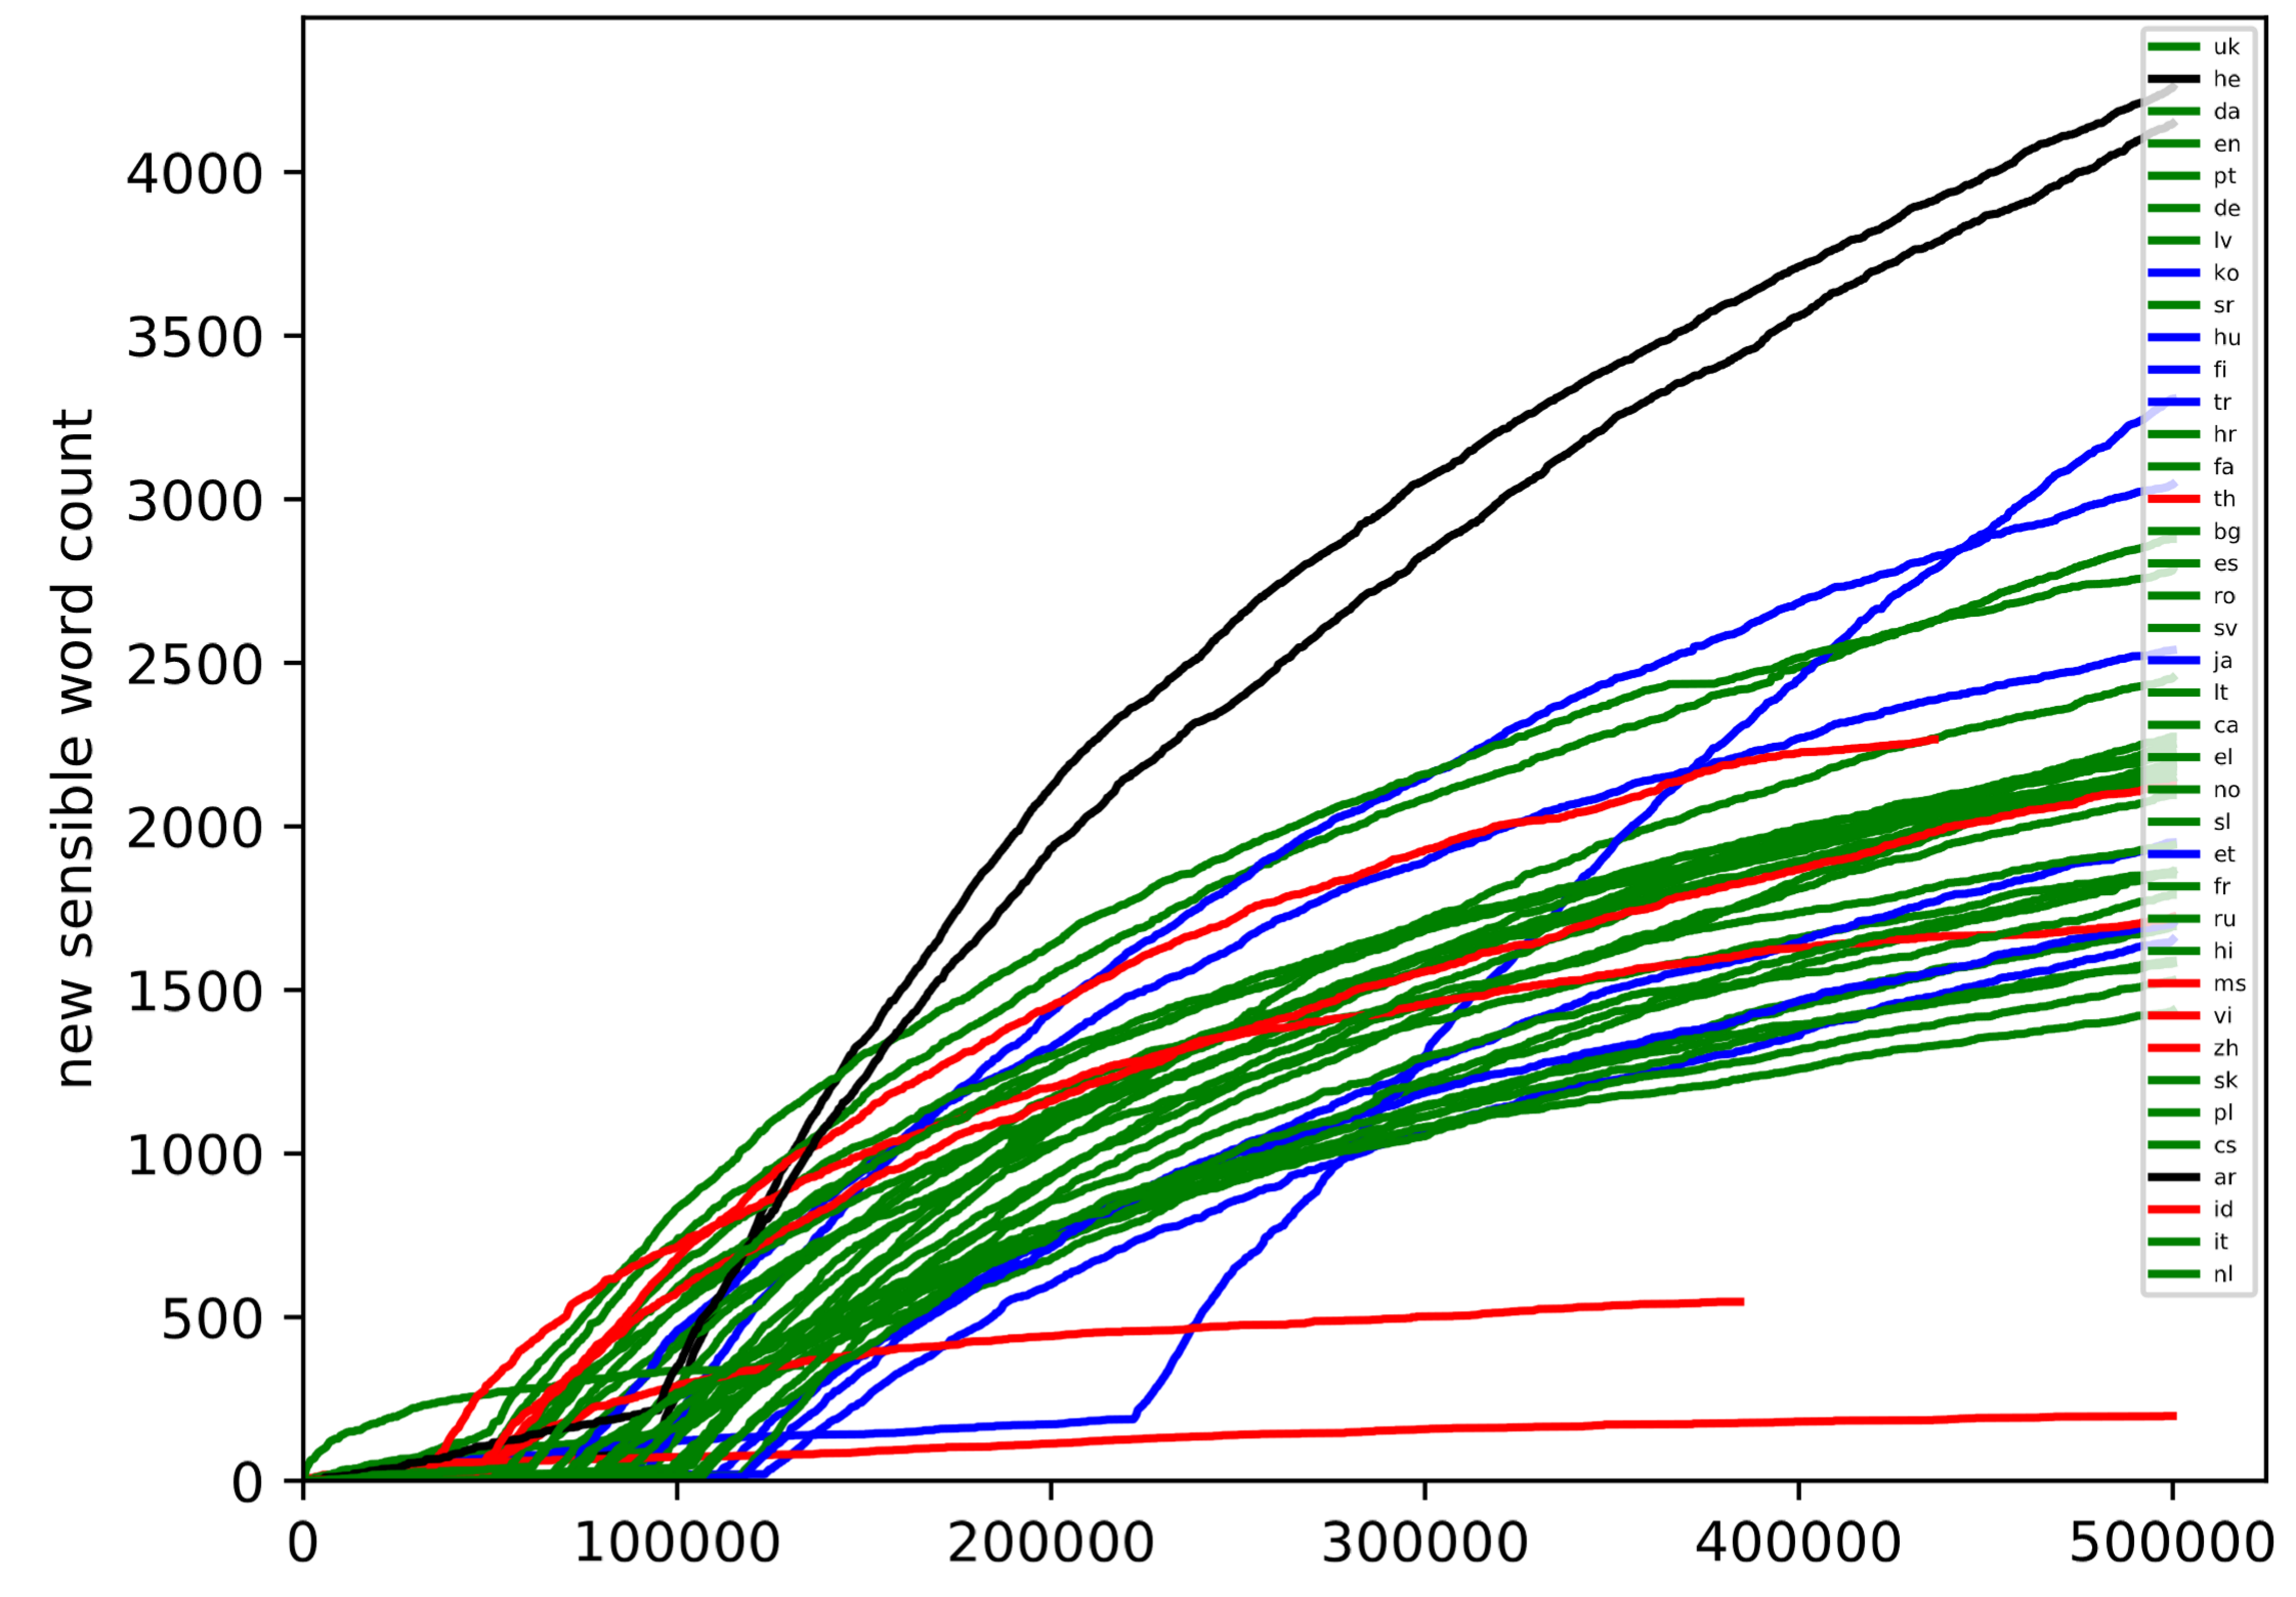 new sensible word count
4000
3500
3000
2500
2000
1500
1000
500
0
0 100000 200000 300000 400000 500000
uk
he
da
en
pt
de
lv
ko
sr
hu
fi
tr
hr
fa
th
bg
es
ro
sv
ja
lt
ca
el
no
sl
et
fr
ru
hi
ms
vi
zh
sk
pl
cs
ar
id
it
nl